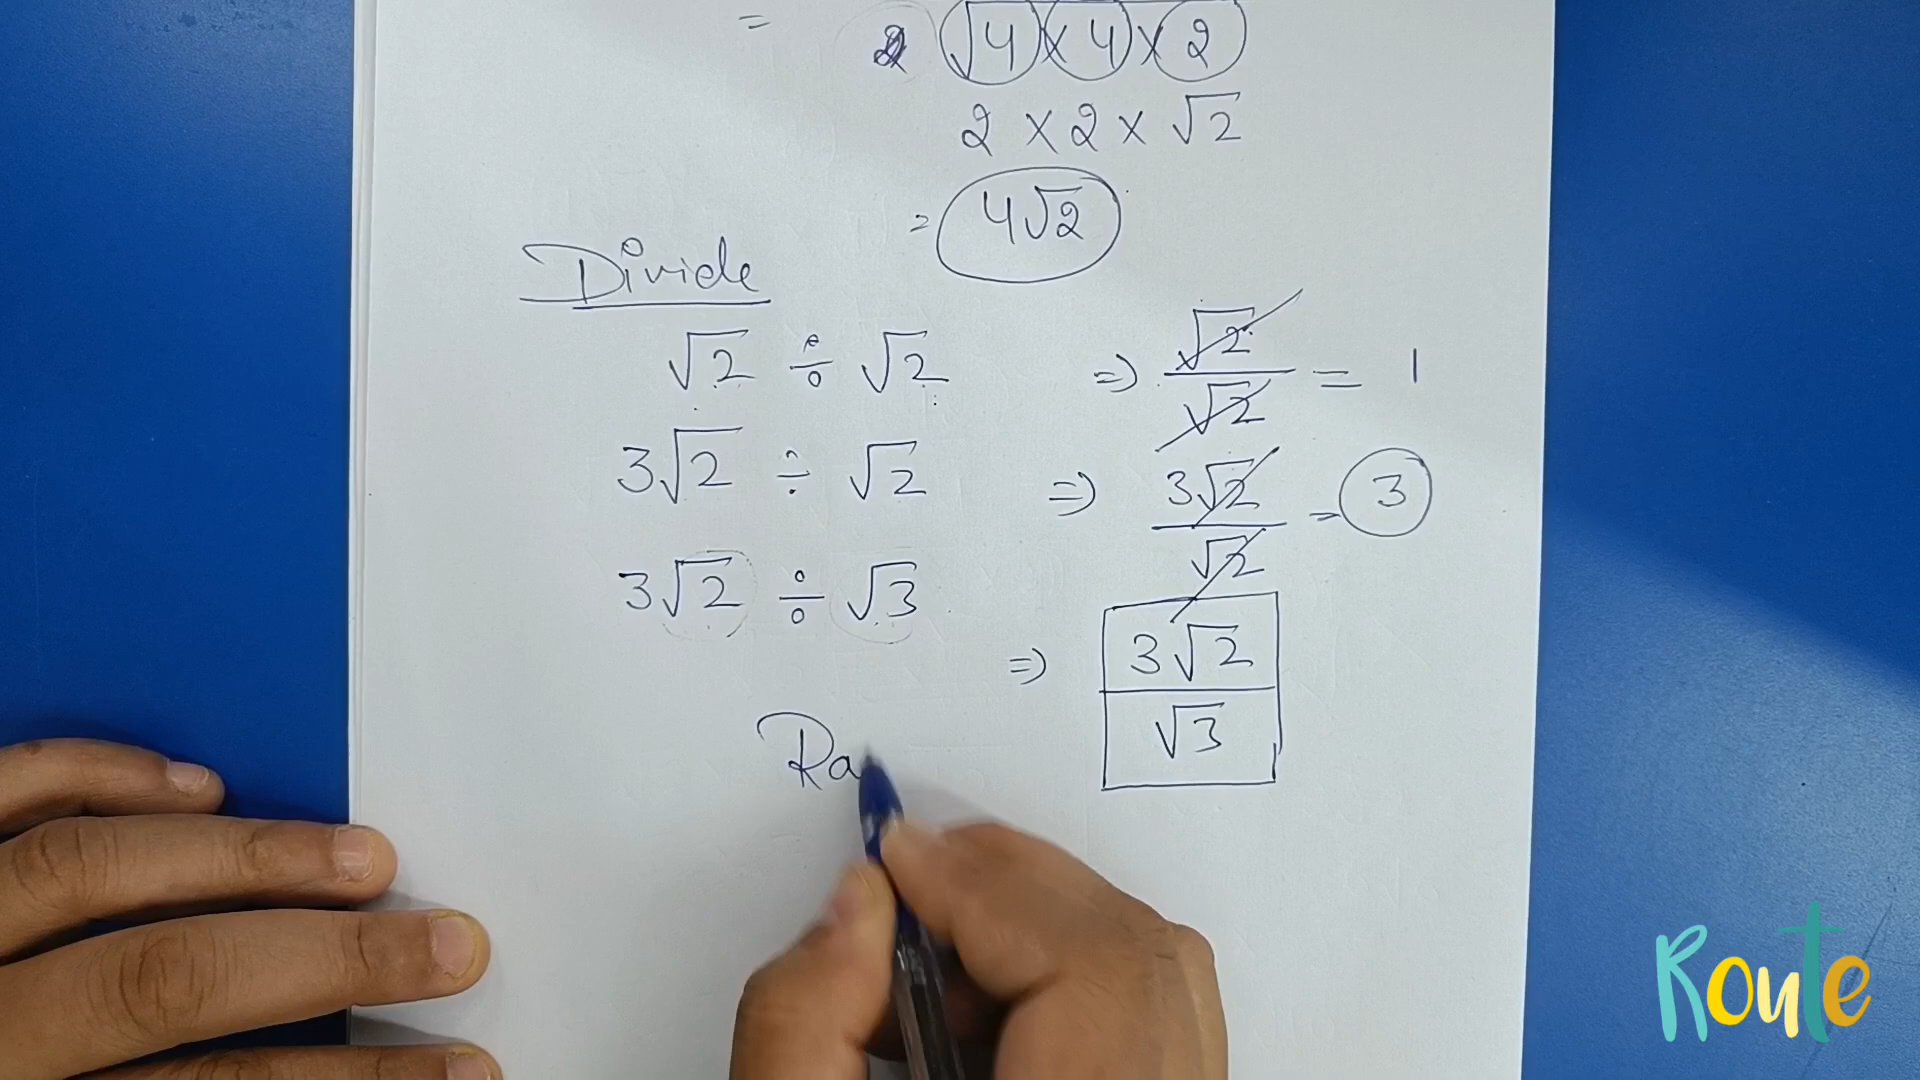 = 2 √4 × 4 × 2
2 × 2 × √2
= 4√2
Divide
√2 ÷ √2 ⇒ √2/√2 = 1
3√2 ÷ √2 ⇒ 3√2/√2 = 3
3√2 ÷ √3
⇒ 3√2/√3
Ra
Route